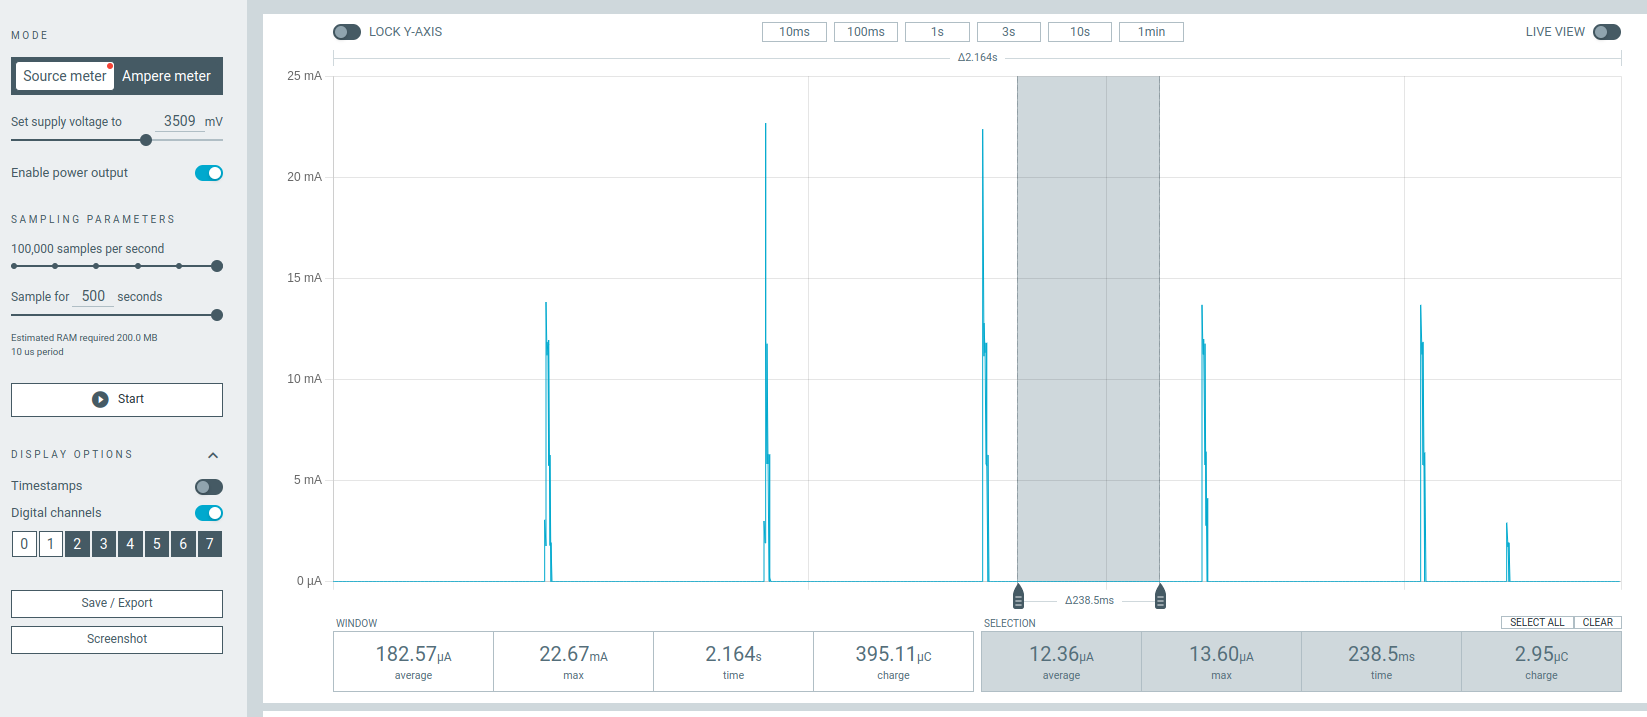 MODE
Source meter Ampere meter
Set supply voltage to 3509 mV
Enable power output
SAMPLING PARAMETERS
100,000 samples per second
Sample for 500 seconds
Estimated RAM required 200.0 MB
10 us period
Start
DISPLAY OPTIONS
Timestamps
Digital channels
0 1 2 3 4 5 6 7
Save / Export
Screenshot
LOCK Y-AXIS 10ms 100ms 1s 3s 10s 1min LIVE VIEW
Δ2.164s
25 mA
20 mA
15 mA
10 mA
5 mA
0 µA
Δ238.5ms
WINDOW
182.57µA 22.67mA 2.164s 395.11µC
average max time charge
SELECTION SELECT ALL CLEAR
12.36µA 13.60µA 238.5ms 2.95µC
average max time charge